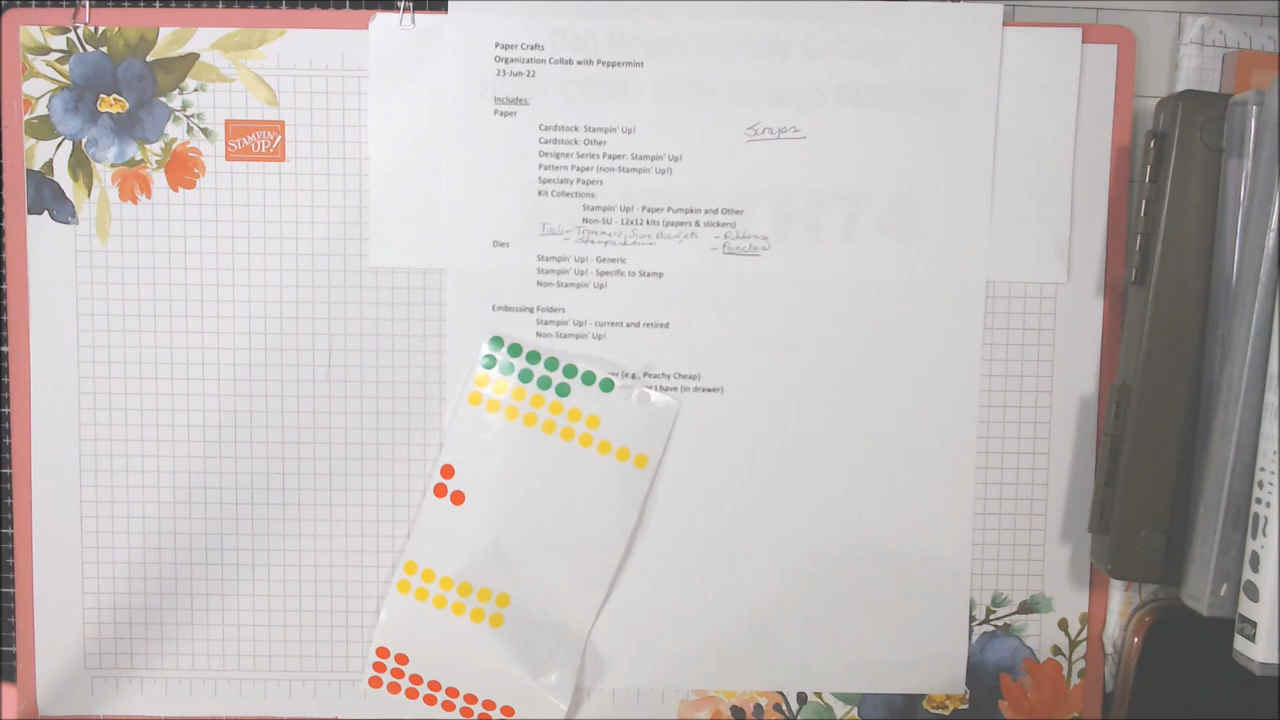 STAMPIN' UP!
Paper Crafts
Organization Collab with Peppermint
23-Jun-22
Includes:
Paper
Cardstock: Stampin' Up!
Scraps
Cardstock: Other
Designer Series Paper: Stampin' Up!
Pattern Paper (non-Stampin' Up!)
Specialty Papers
Kit Collections:
Stampin' Up! - Paper Pumpkin and Other
Non-SU - 12x12 kits (papers & stickers)
Tools - Trimmers, - Ribbons
- Punches
Dies
Stampin' Up! - Generic
Stampin' Up! - Specific to Stamp
Non-Stampin' Up!
Embossing Folders
Stampin' Up! - current and retired
Non-Stampin' Up!
(e.g., Peachy Cheap)
I have (in drawer)